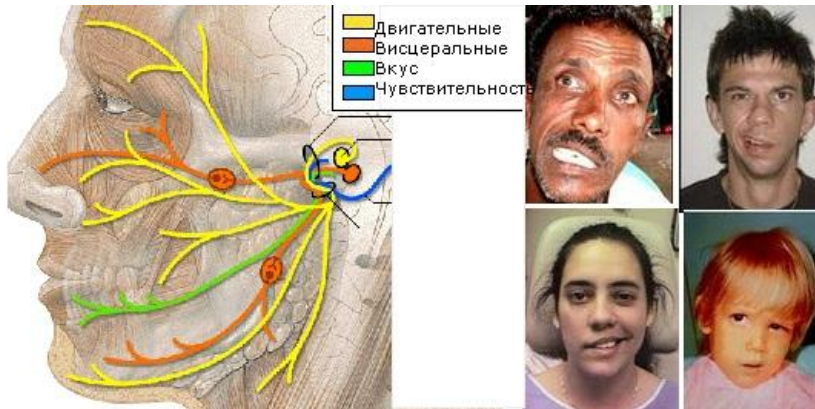 Двигательные
Висцеральные
Вкус
Чувствительность